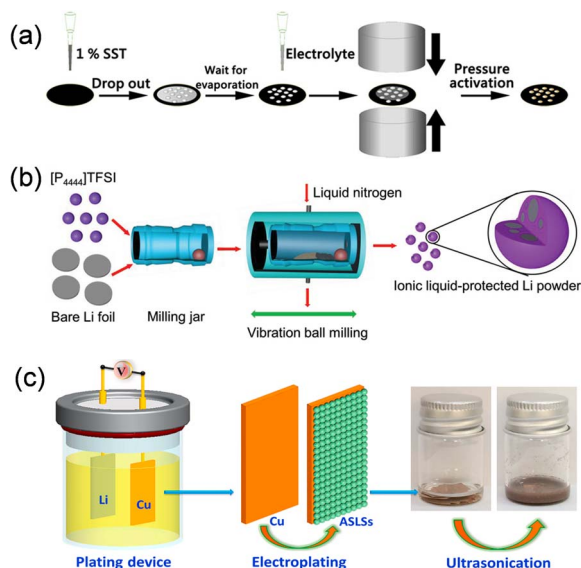 (a)
1 % SST
Drop out
Wait for
evaporation
Electrolyte
Pressure
activation
(b)
[P4444]TFSI
Bare Li foil
Milling jar
Liquid nitrogen
Vibration ball milling
Ionic liquid-protected Li powder
(c)
V
Li
Cu
Plating device
Cu
ASLSs
Electroplating
Ultrasonication